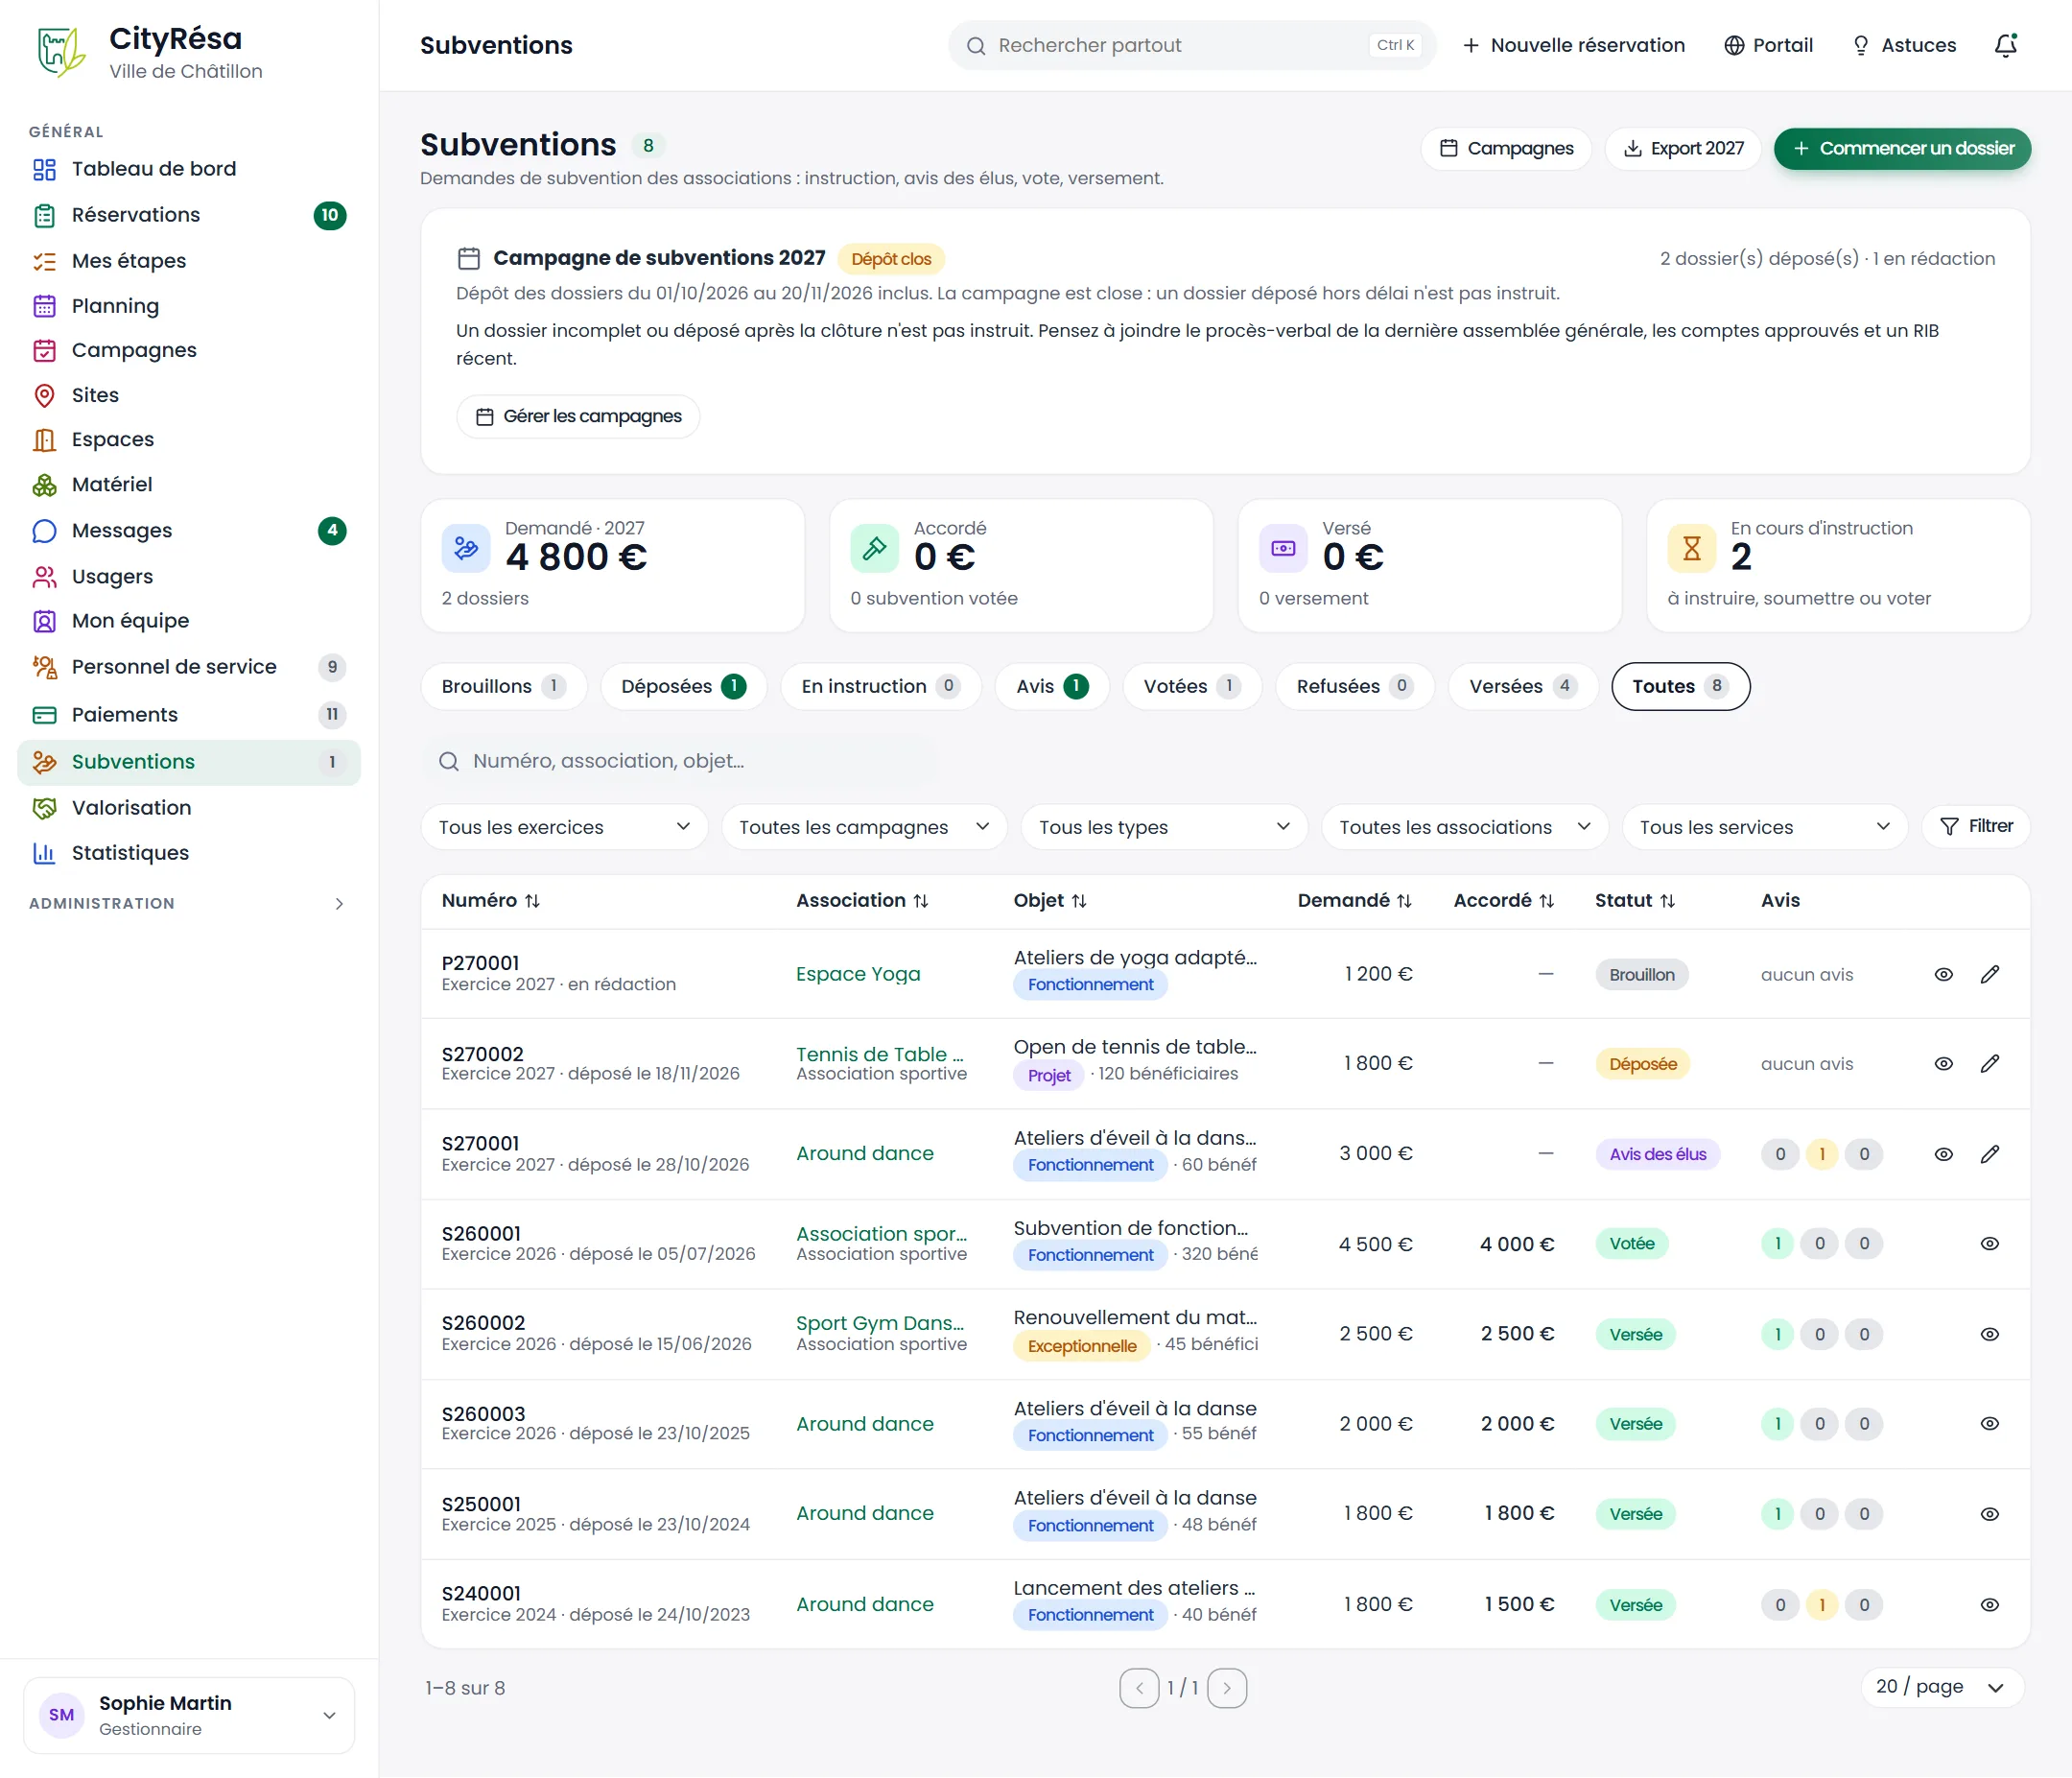 CityRésa
Ville de Châtillon
GÉNÉRAL
Tableau de bord
Réservations 10
Mes étapes
Planning
Campagnes
Sites
Espaces
Matériel
Messages 4
Usagers
Mon équipe
Personnel de service 9
Paiements 11
Subventions 1
Valorisation
Statistiques
ADMINISTRATION
SM Sophie Martin
Gestionnaire
Subventions
Rechercher partout Ctrl K
Nouvelle réservation
Portail
Astuces
Subventions 8
Demandes de subvention des associations : instruction, avis des élus, vote, versement.
Campagnes
Export 2027
Commencer un dossier
Campagne de subventions 2027 Dépôt clos
2 dossier(s) déposé(s) · 1 en rédaction
Dépôt des dossiers du 01/10/2026 au 20/11/2026 inclus. La campagne est close : un dossier déposé hors délai n'est pas instruit.
Un dossier incomplet ou déposé après la clôture n'est pas instruit. Pensez à joindre le procès-verbal de la dernière assemblée générale, les comptes approuvés et un RIB
récent.
Gérer les campagnes
Demandé · 2027
4 800 €
2 dossiers
Accordé
0 €
0 subvention votée
Versé
0 €
0 versement
En cours d'instruction
2
à instruire, soumettre ou voter
Brouillons 1
Déposées 1
En instruction 0
Avis 1
Votées 1
Refusées 0
Versées 4
Toutes 8
Numéro, association, objet...
Tous les exercices
Toutes les campagnes
Tous les types
Toutes les associations
Tous les services
Filtrer
Numéro Association Objet Demandé Accordé Statut Avis
P270001
Exercice 2027 · en rédaction
Espace Yoga
Ateliers de yoga adapté...
Fonctionnement
1 200 € — Brouillon aucun avis
S270002
Exercice 2027 · déposé le 18/11/2026
Tennis de Table ...
Association sportive
Open de tennis de table...
Projet · 120 bénéficiaires
1 800 € — Déposée aucun avis
S270001
Exercice 2027 · déposé le 28/10/2026
Around dance
Ateliers d'éveil à la dans...
Fonctionnement · 60 bénéf
3 000 € — Avis des élus 0 1 0
S260001
Exercice 2026 · déposé le 05/07/2026
Association spor...
Association sportive
Subvention de fonction...
Fonctionnement · 320 béné
4 500 € 4 000 € Votée 1 0 0
S260002
Exercice 2026 · déposé le 15/06/2026
Sport Gym Dans...
Association sportive
Renouvellement du mat...
Exceptionnelle · 45 bénéfici
2 500 € 2 500 € Versée 1 0 0
S260003
Exercice 2026 · déposé le 23/10/2025
Around dance
Ateliers d'éveil à la danse
Fonctionnement · 55 bénéf
2 000 € 2 000 € Versée 1 0 0
S250001
Exercice 2025 · déposé le 23/10/2024
Around dance
Ateliers d'éveil à la danse
Fonctionnement · 48 bénéf
1 800 € 1 800 € Versée 1 0 0
S240001
Exercice 2024 · déposé le 24/10/2023
Around dance
Lancement des ateliers ...
Fonctionnement · 40 bénéf
1 800 € 1 500 € Versée 0 1 0
1–8 sur 8
1 / 1
20 / page